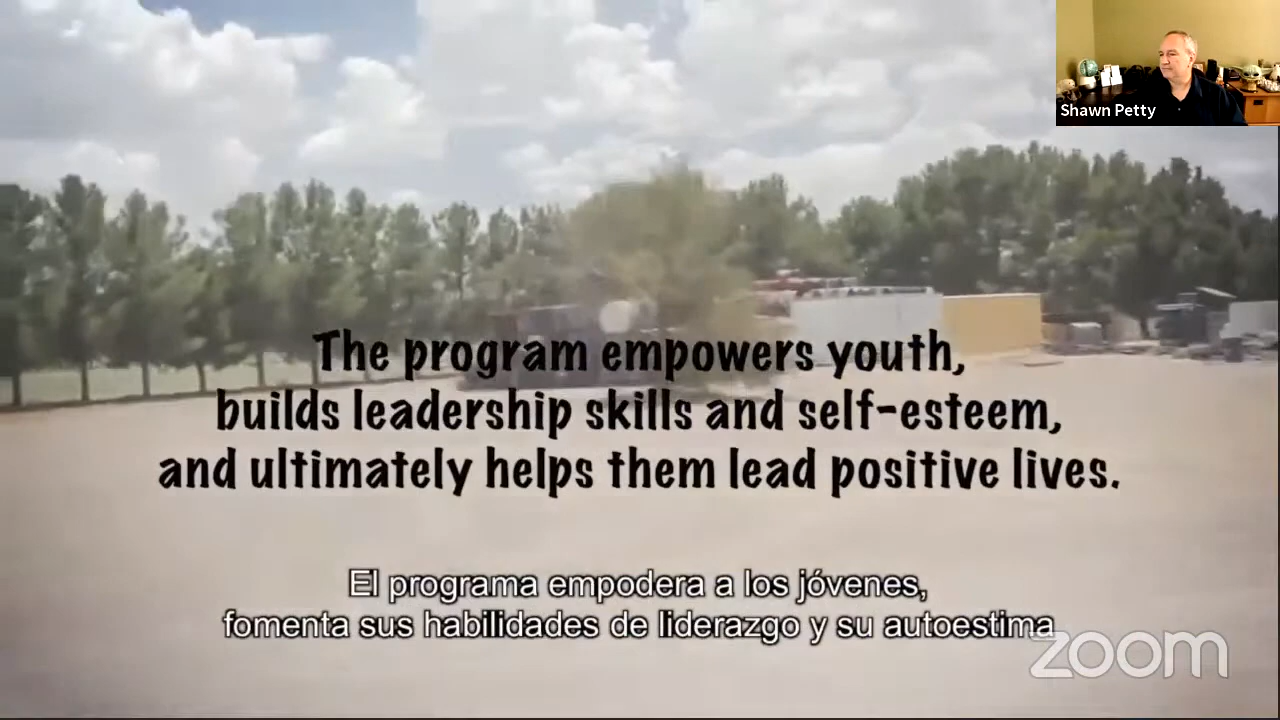 Shawn Petty
The program empowers youth,
builds leadership skills and self-esteem,
and ultimately helps them lead positive lives.
El programa empodera a los jóvenes,
fomenta sus habilidades de liderazgo y su autoestima
zoom